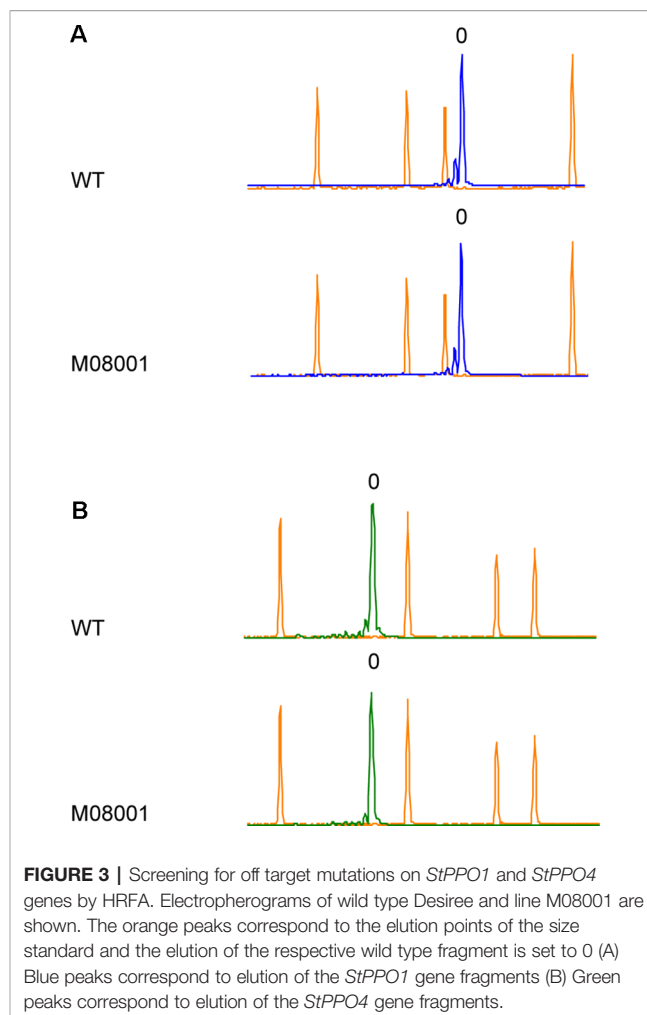 A
0
WT
0
M08001
0
B
WT
0
M08001
FIGURE 3 | Screening for off target mutations on StPPO1 and StPPO4
genes by HRFA. Electropherograms of wild type Desiree and line M08001 are
shown. The orange peaks correspond to the elution points of the size
standard and the elution of the respective wild type fragment is set to 0 (A)
Blue peaks correspond to elution of the StPPO1 gene fragments (B) Green
peaks correspond to elution of the StPPO4 gene fragments.